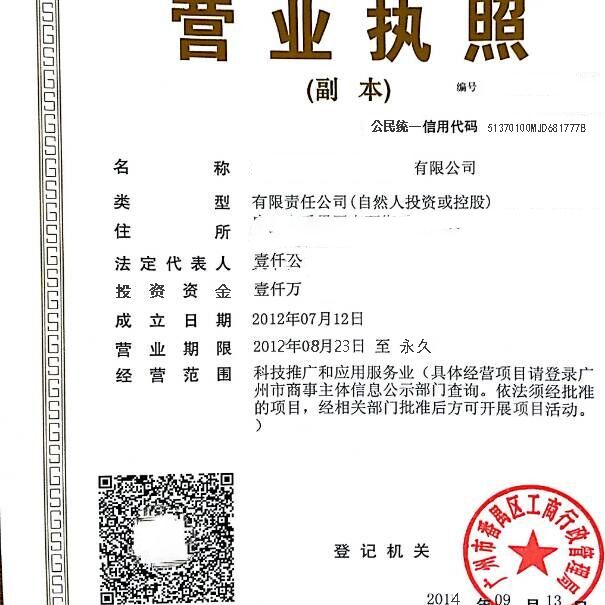 营业执照
(副 本)
编号
公民统一信用代码 51370100MJD681777B
名 称 有限公司
类 型 有限责任公司(自然人投资或控股)
住 所
法定代表人 壹仟公
投资资金 壹仟万
成立日期 2012年07月12日
营业期限 2012年08月23日 至 永久
经营范围 科技推广和应用服务业（具体经营项目请登录广
州市商事主体信息公示部门查询。依法须经批准
的项目，经相关部门批准后方可开展项目活动。
）
登记机关
广州市番禺区工商行政管理局
2014 年 09 月 13 日